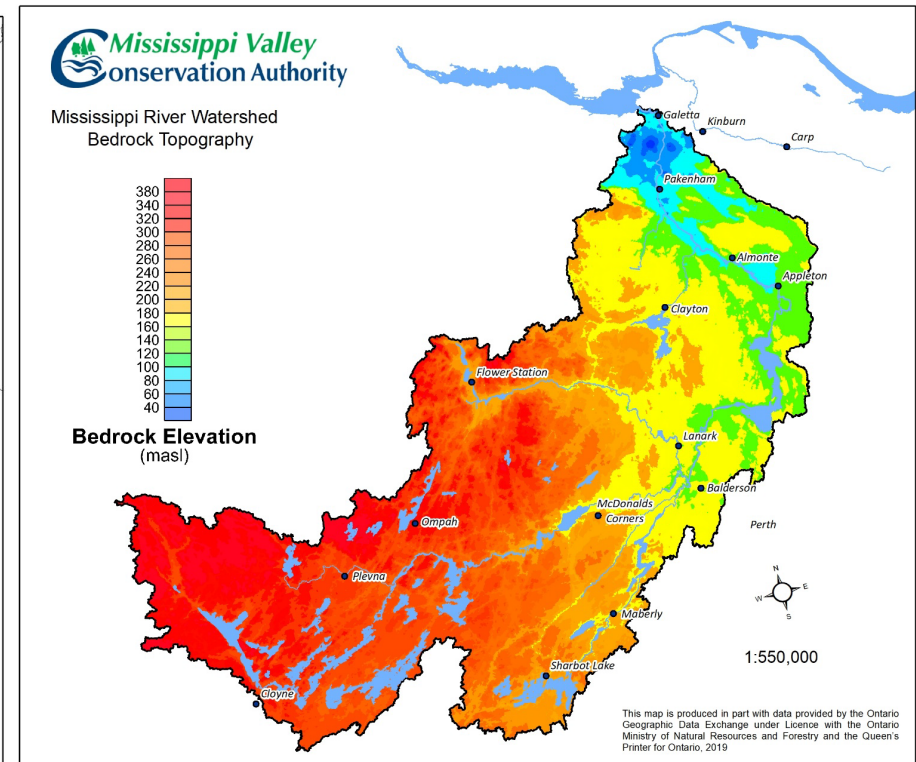 Mississippi Valley
Conservation Authority
Mississippi River Watershed
Bedrock Topography
380
340
320
300
280
260
240
220
200
180
160
140
120
100
80
60
40
Bedrock Elevation
(masl)
Galetta
Kinburn
Carp
Pakenham
Almonte
Appleton
Clayton
Flower Station
Lanark
Balderson
McDonalds
Corners
Perth
Ompah
Plevna
Maberly
Sharbot Lake
Cloyne
N
W
E
S
1:550,000
This map is produced in part with data provided by the Ontario
Geographic Data Exchange under Licence with the Ontario
Ministry of Natural Resources and Forestry and the Queen's
Printer for Ontario, 2019